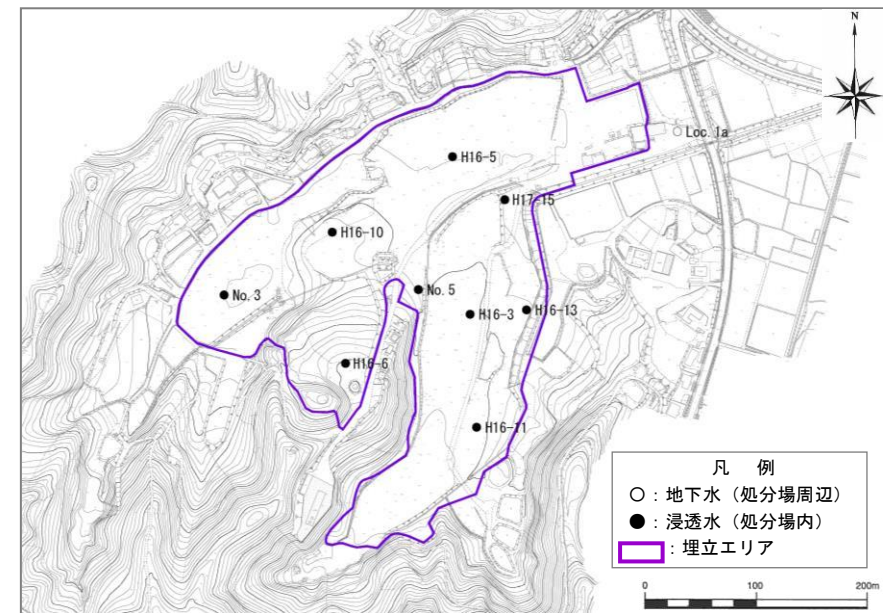 N
Loc. 1a
H16-5
H17-15
H16-10
No. 5
No. 3
H16-3
H16-13
H16-6
H16-11
凡 例
○ : 地下水（処分場周辺）
● : 浸透水（処分場内）
: 埋立エリア
0 100 200m